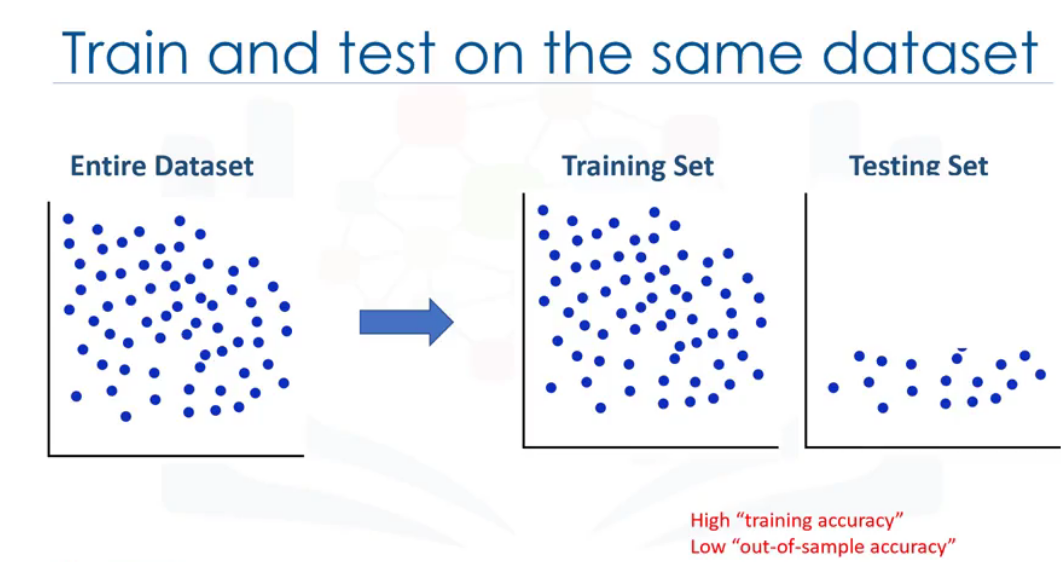 Train and test on the same dataset
Entire Dataset
Training Set
Testing Set
High “training accuracy”
Low “out-of-sample accuracy”